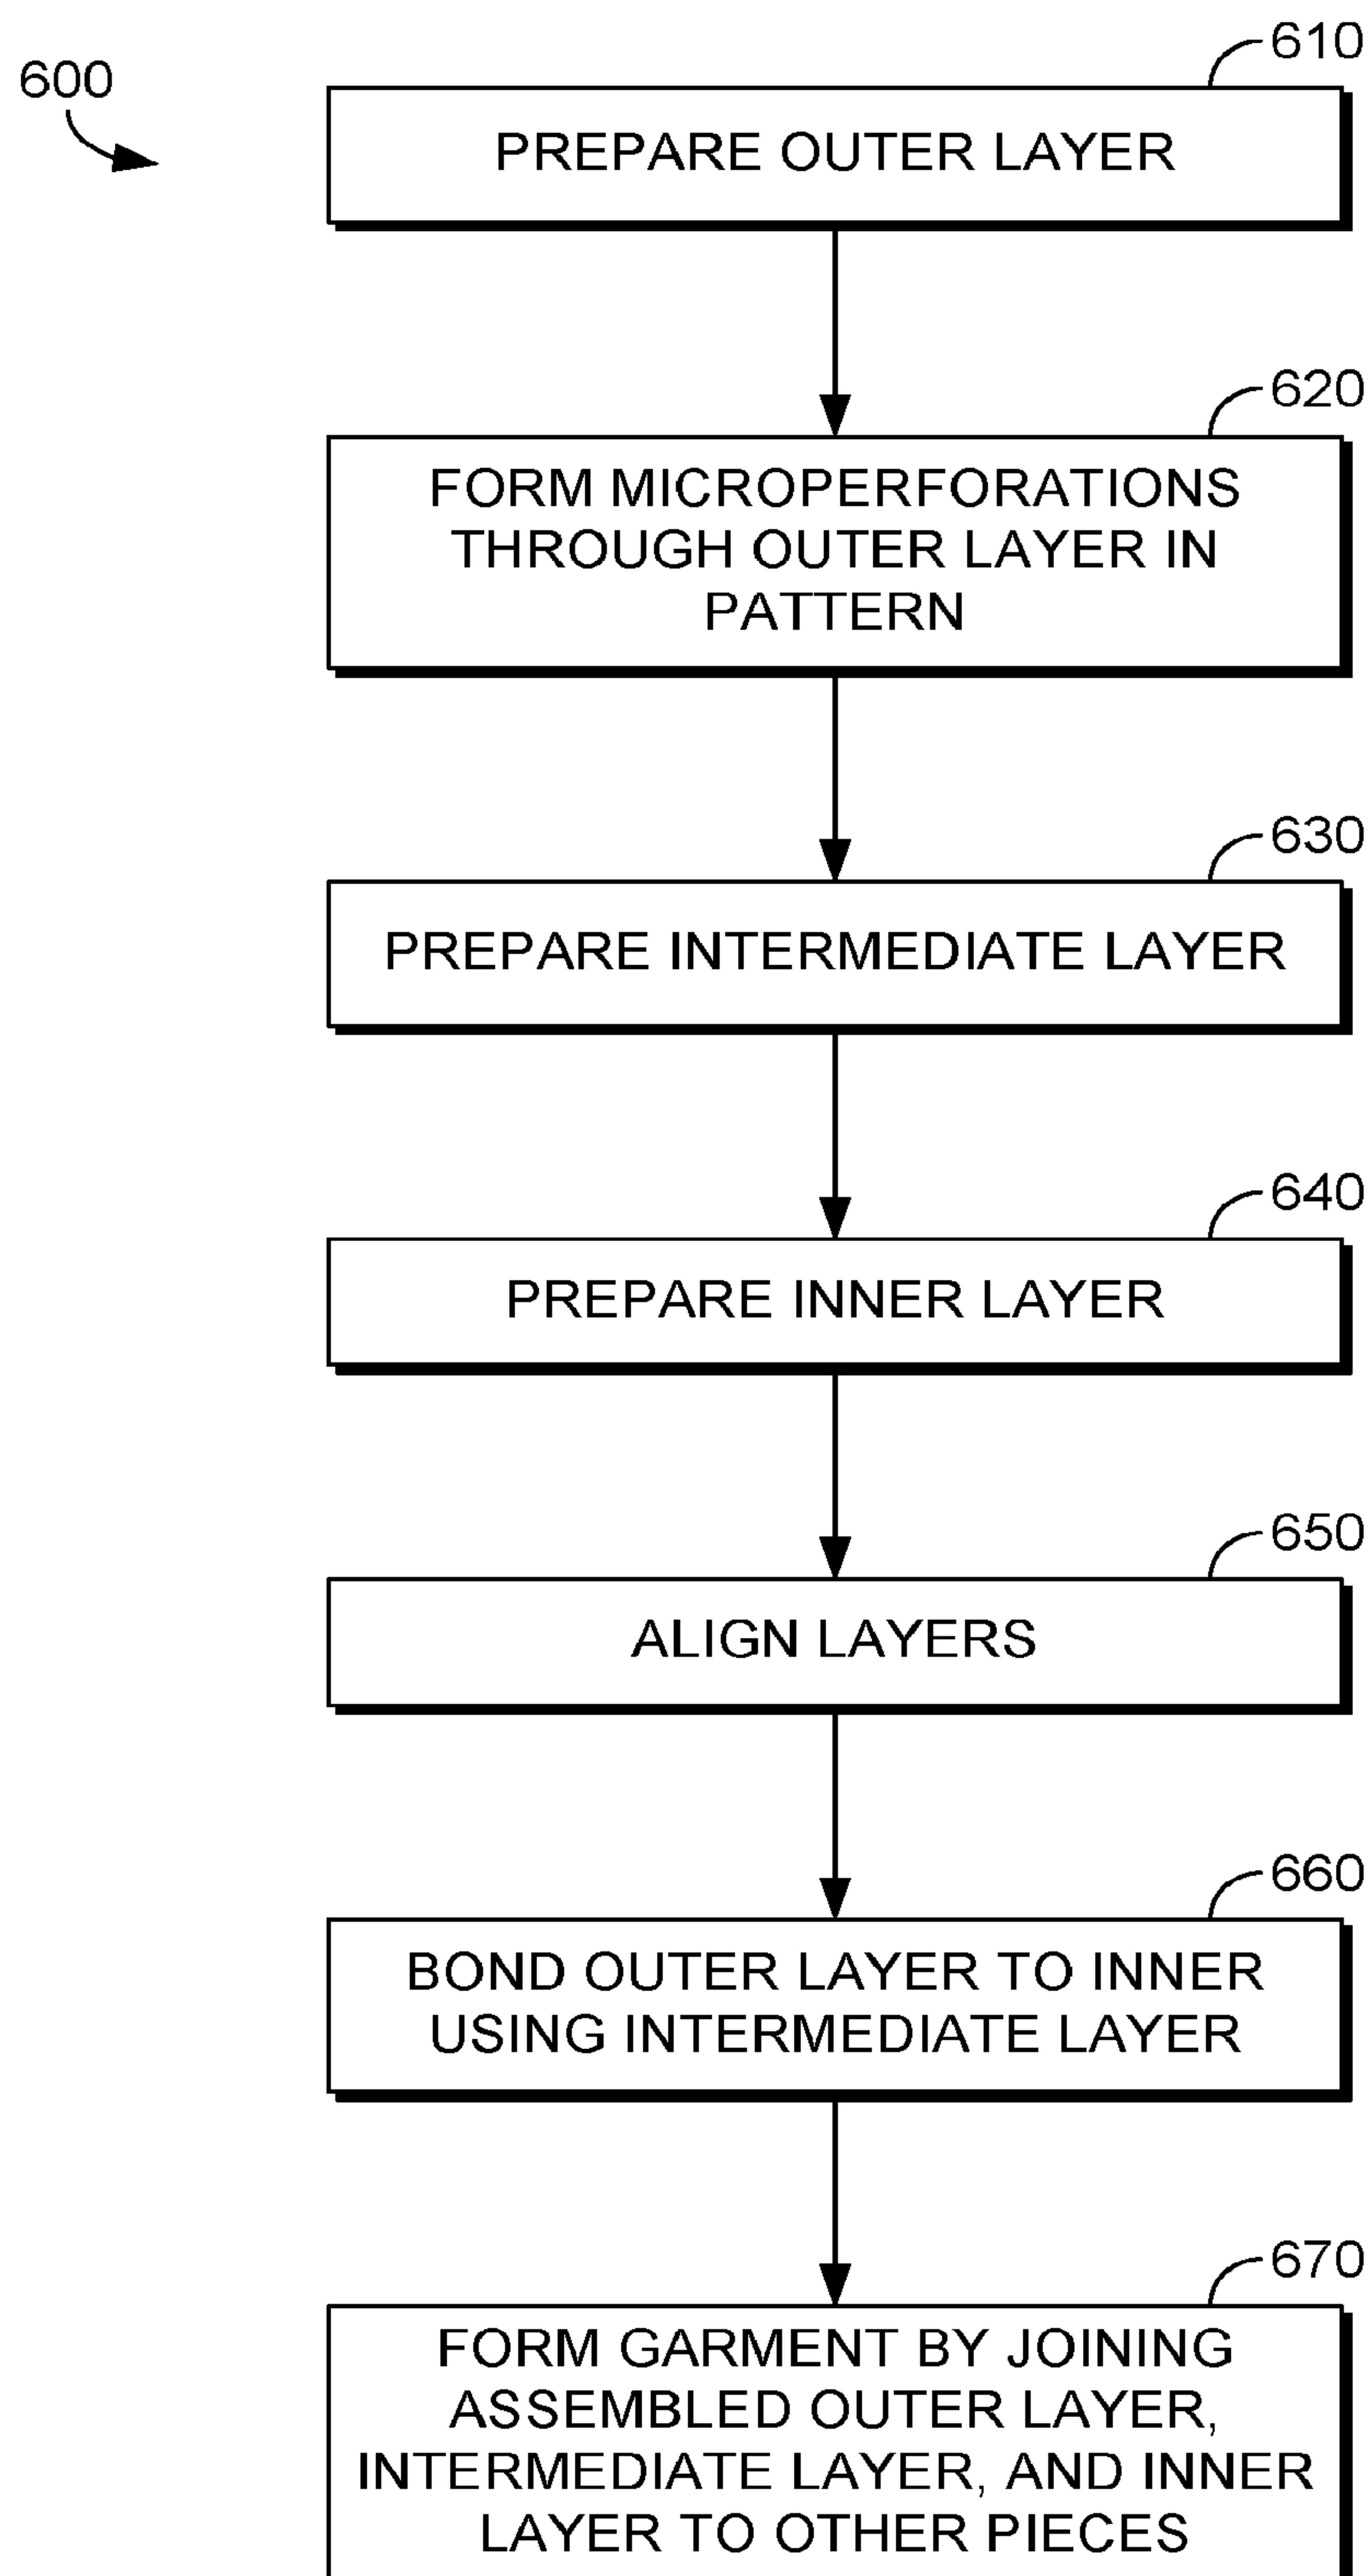 610
600
PREPARE OUTER LAYER
620
FORM MICROPERFORATIONS
THROUGH OUTER LAYER IN
PATTERN
630
PREPARE INTERMEDIATE LAYER
640
PREPARE INNER LAYER
650
ALIGN LAYERS
660
BOND OUTER LAYER TO INNER
USING INTERMEDIATE LAYER
670
FORM GARMENT BY JOINING
ASSEMBLED OUTER LAYER,
INTERMEDIATE LAYER, AND INNER
LAYER TO OTHER PIECES